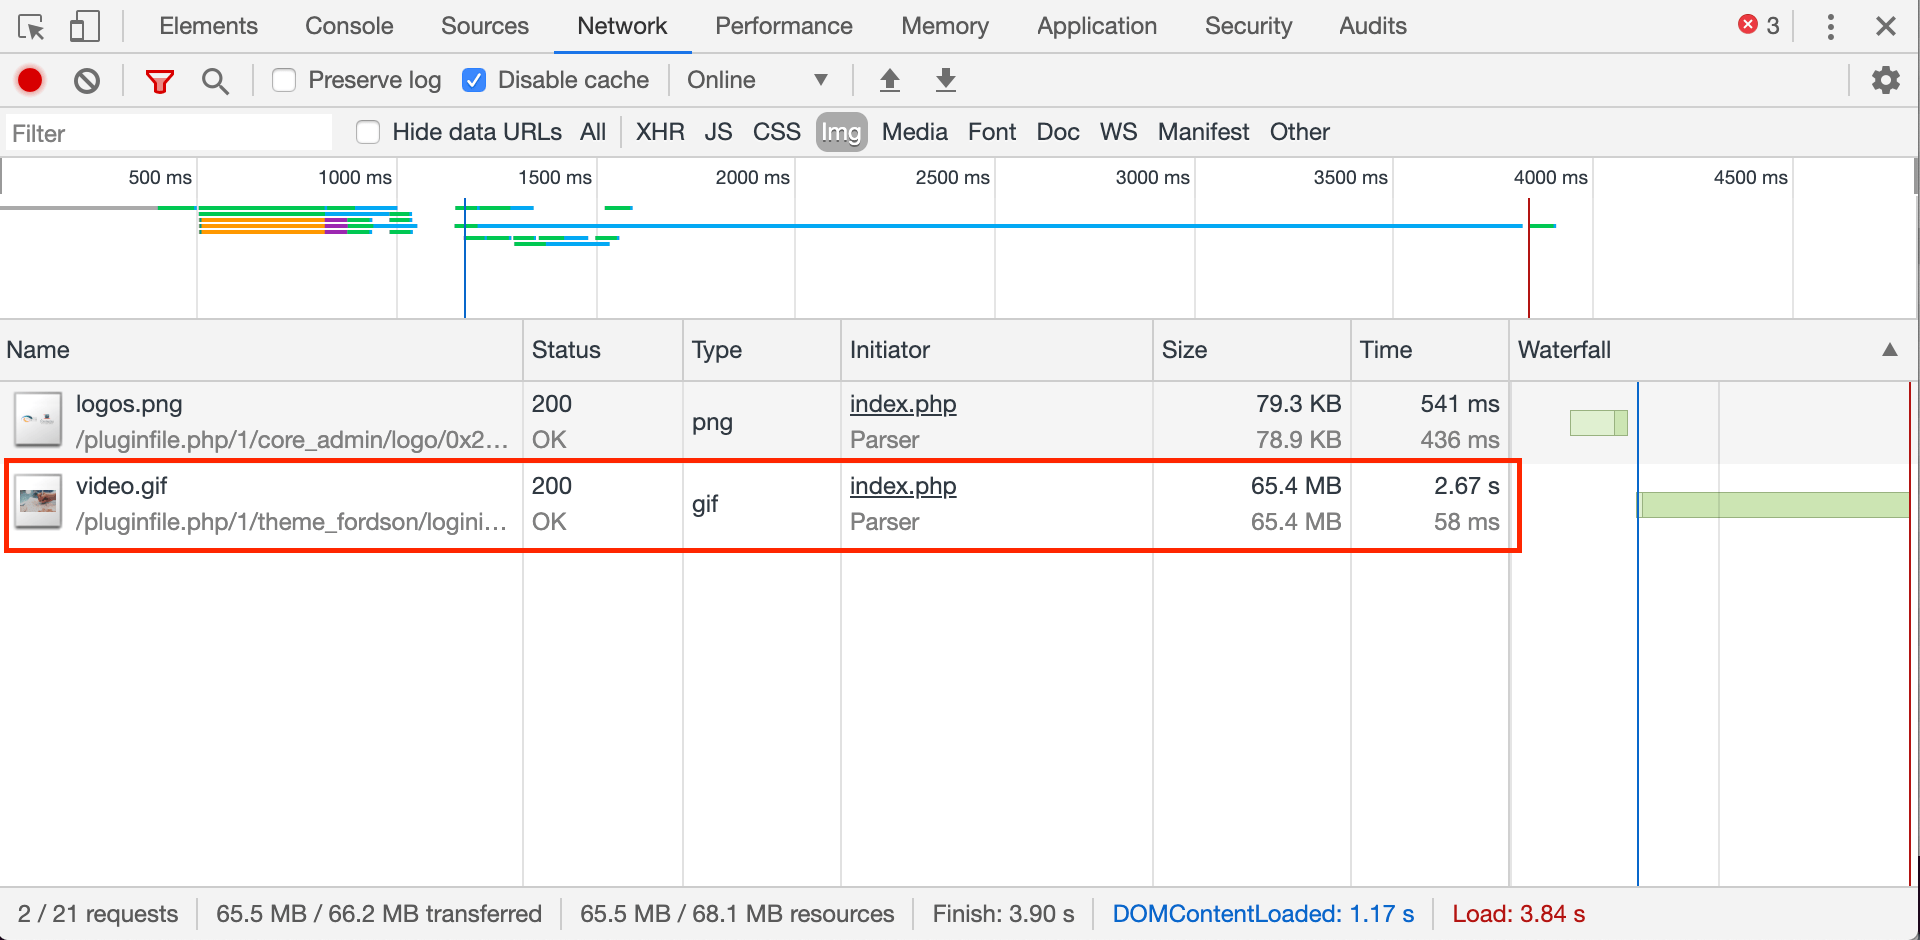 Elements Console Sources Network Performance Memory Application Security Audits 3
Preserve log Disable cache Online
Filter Hide data URLs All XHR JS CSS Img Media Font Doc WS Manifest Other
500 ms 1000 ms 1500 ms 2000 ms 2500 ms 3000 ms 3500 ms 4000 ms 4500 ms
Name Status Type Initiator Size Time Waterfall
logos.png 200 png index.php 79.3 KB 541 ms
/pluginfile.php/1/core_admin/logo/0x2... OK Parser 78.9 KB 436 ms
video.gif 200 gif index.php 65.4 MB 2.67 s
/pluginfile.php/1/theme_fordson/logini... OK Parser 65.4 MB 58 ms
2 / 21 requests 65.5 MB / 66.2 MB transferred 65.5 MB / 68.1 MB resources Finish: 3.90 s DOMContentLoaded: 1.17 s Load: 3.84 s